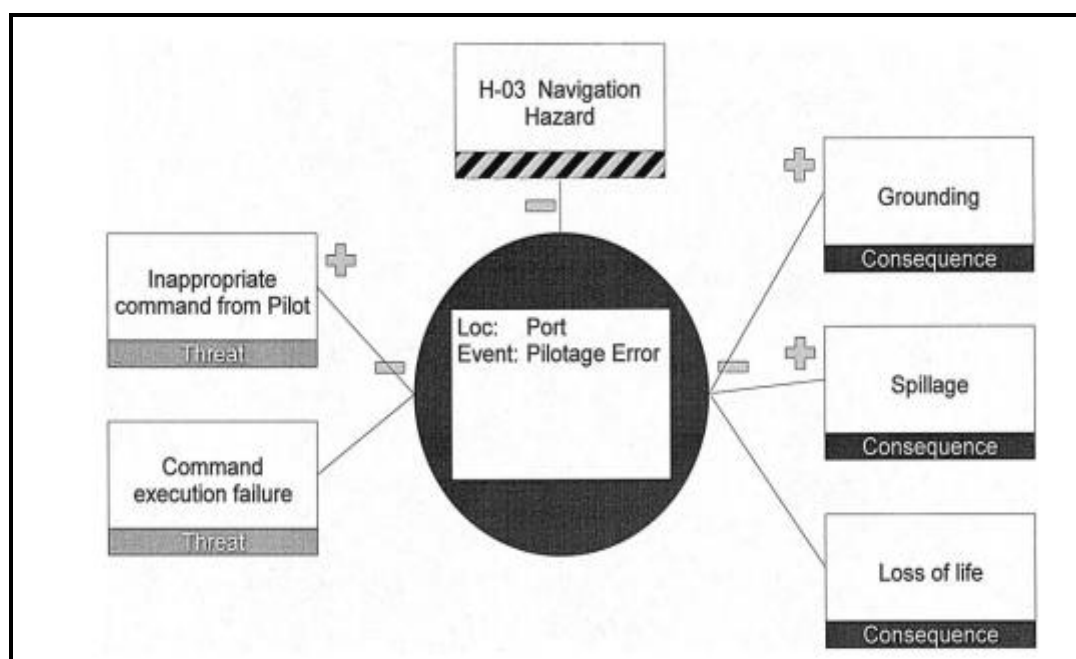 H-03 Navigation
Hazard
Inappropriate
command from Pilot
Threat
Command
execution failure
Threat
Loc: Port
Event: Pilotage Error
Grounding
Consequence
Spillage
Consequence
Loss of life
Consequence